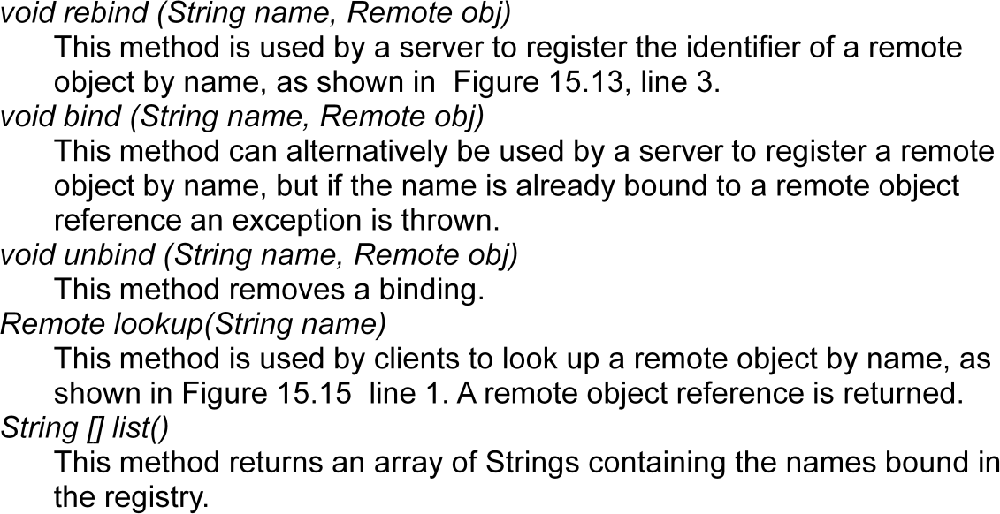 void rebind (String name, Remote obj)
This method is used by a server to register the identifier of a remote
object by name, as shown in  Figure 15.13, line 3.
void bind (String name, Remote obj)
This method can alternatively be used by a server to register a remote
object by name, but if the name is already bound to a remote object
reference an exception is thrown.
void unbind (String name, Remote obj)
This method removes a binding.
Remote lookup(String name)
This method is used by clients to look up a remote object by name, as
shown in Figure 15.15  line 1. A remote object reference is returned.
String [] list()
This method returns an array of Strings containing the names bound in
the registry.